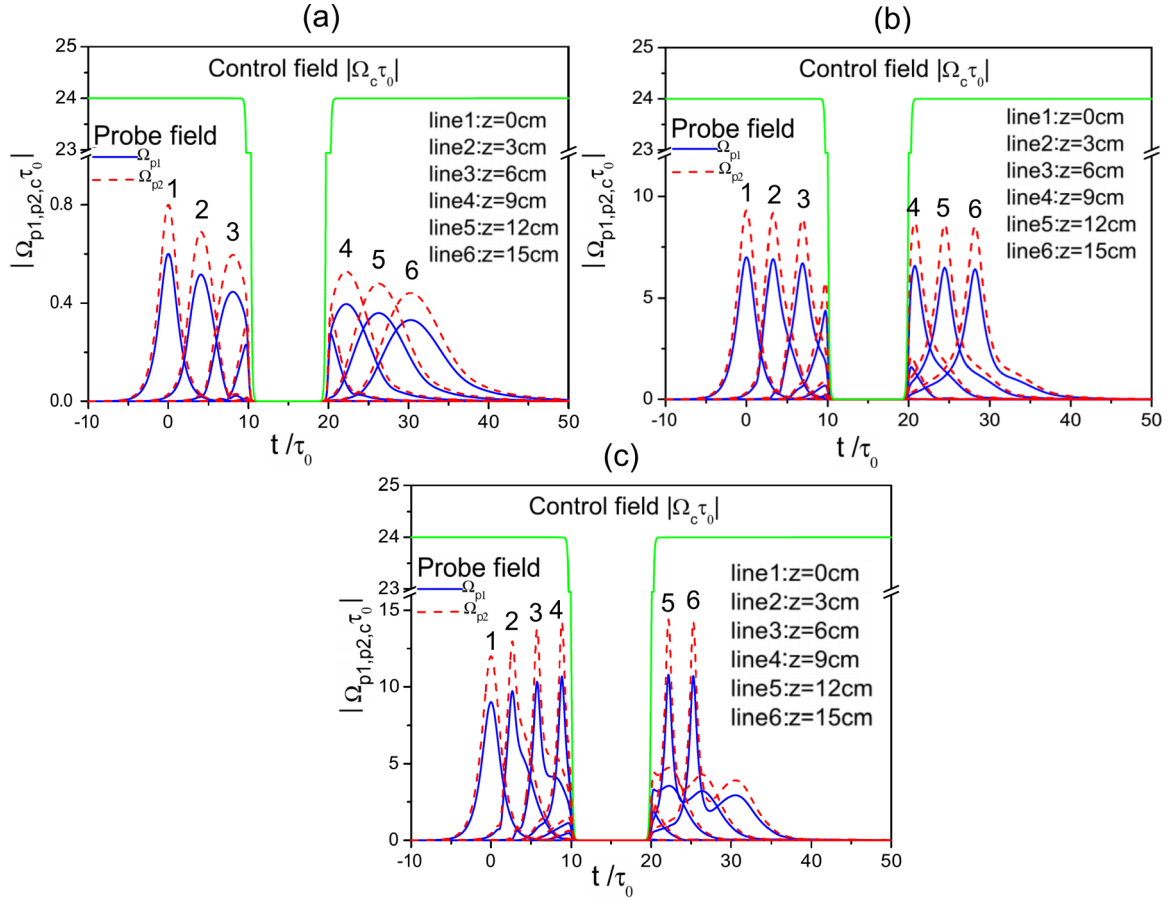 (a)
25
24
23
0.8
0.4
0.0
|Ωp1,p2,cτ0|
Control field |Ωcτ0|
Probe field
Ωp1
Ωp2
line1:z=0cm
line2:z=3cm
line3:z=6cm
line4:z=9cm
line5:z=12cm
line6:z=15cm
1
2
3
4
5
6
-10 0 10 20 30 40 50
t/τ0
(b)
25
24
23
10
5
0
|Ωp1,p2,cτ0|
Control field |Ωcτ0|
Probe field
Ωp1
Ωp2
line1:z=0cm
line2:z=3cm
line3:z=6cm
line4:z=9cm
line5:z=12cm
line6:z=15cm
1
2
3
4
5
6
-10 0 10 20 30 40 50
t/τ0
(c)
25
24
23
15
10
5
0
|Ωp1,p2,cτ0|
Control field |Ωcτ0|
Probe field
Ωp1
Ωp2
line1:z=0cm
line2:z=3cm
line3:z=6cm
line4:z=9cm
line5:z=12cm
line6:z=15cm
1
2
3
4
5
6
-10 0 10 20 30 40 50
t/τ0